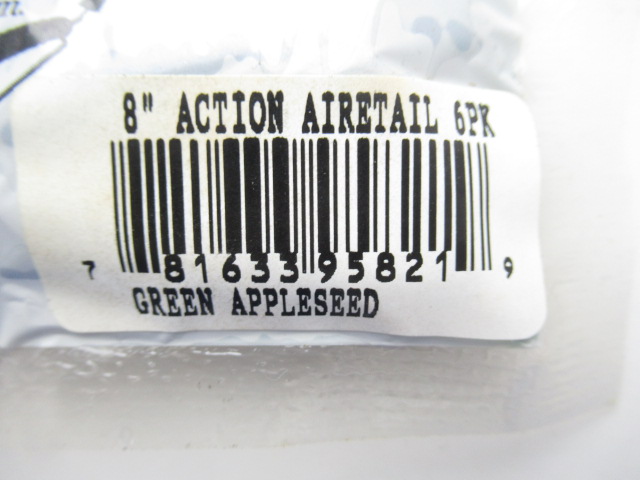 8" ACTION AIRETAIL 6PK
7 81633 95821 9
GREEN APPLESEED